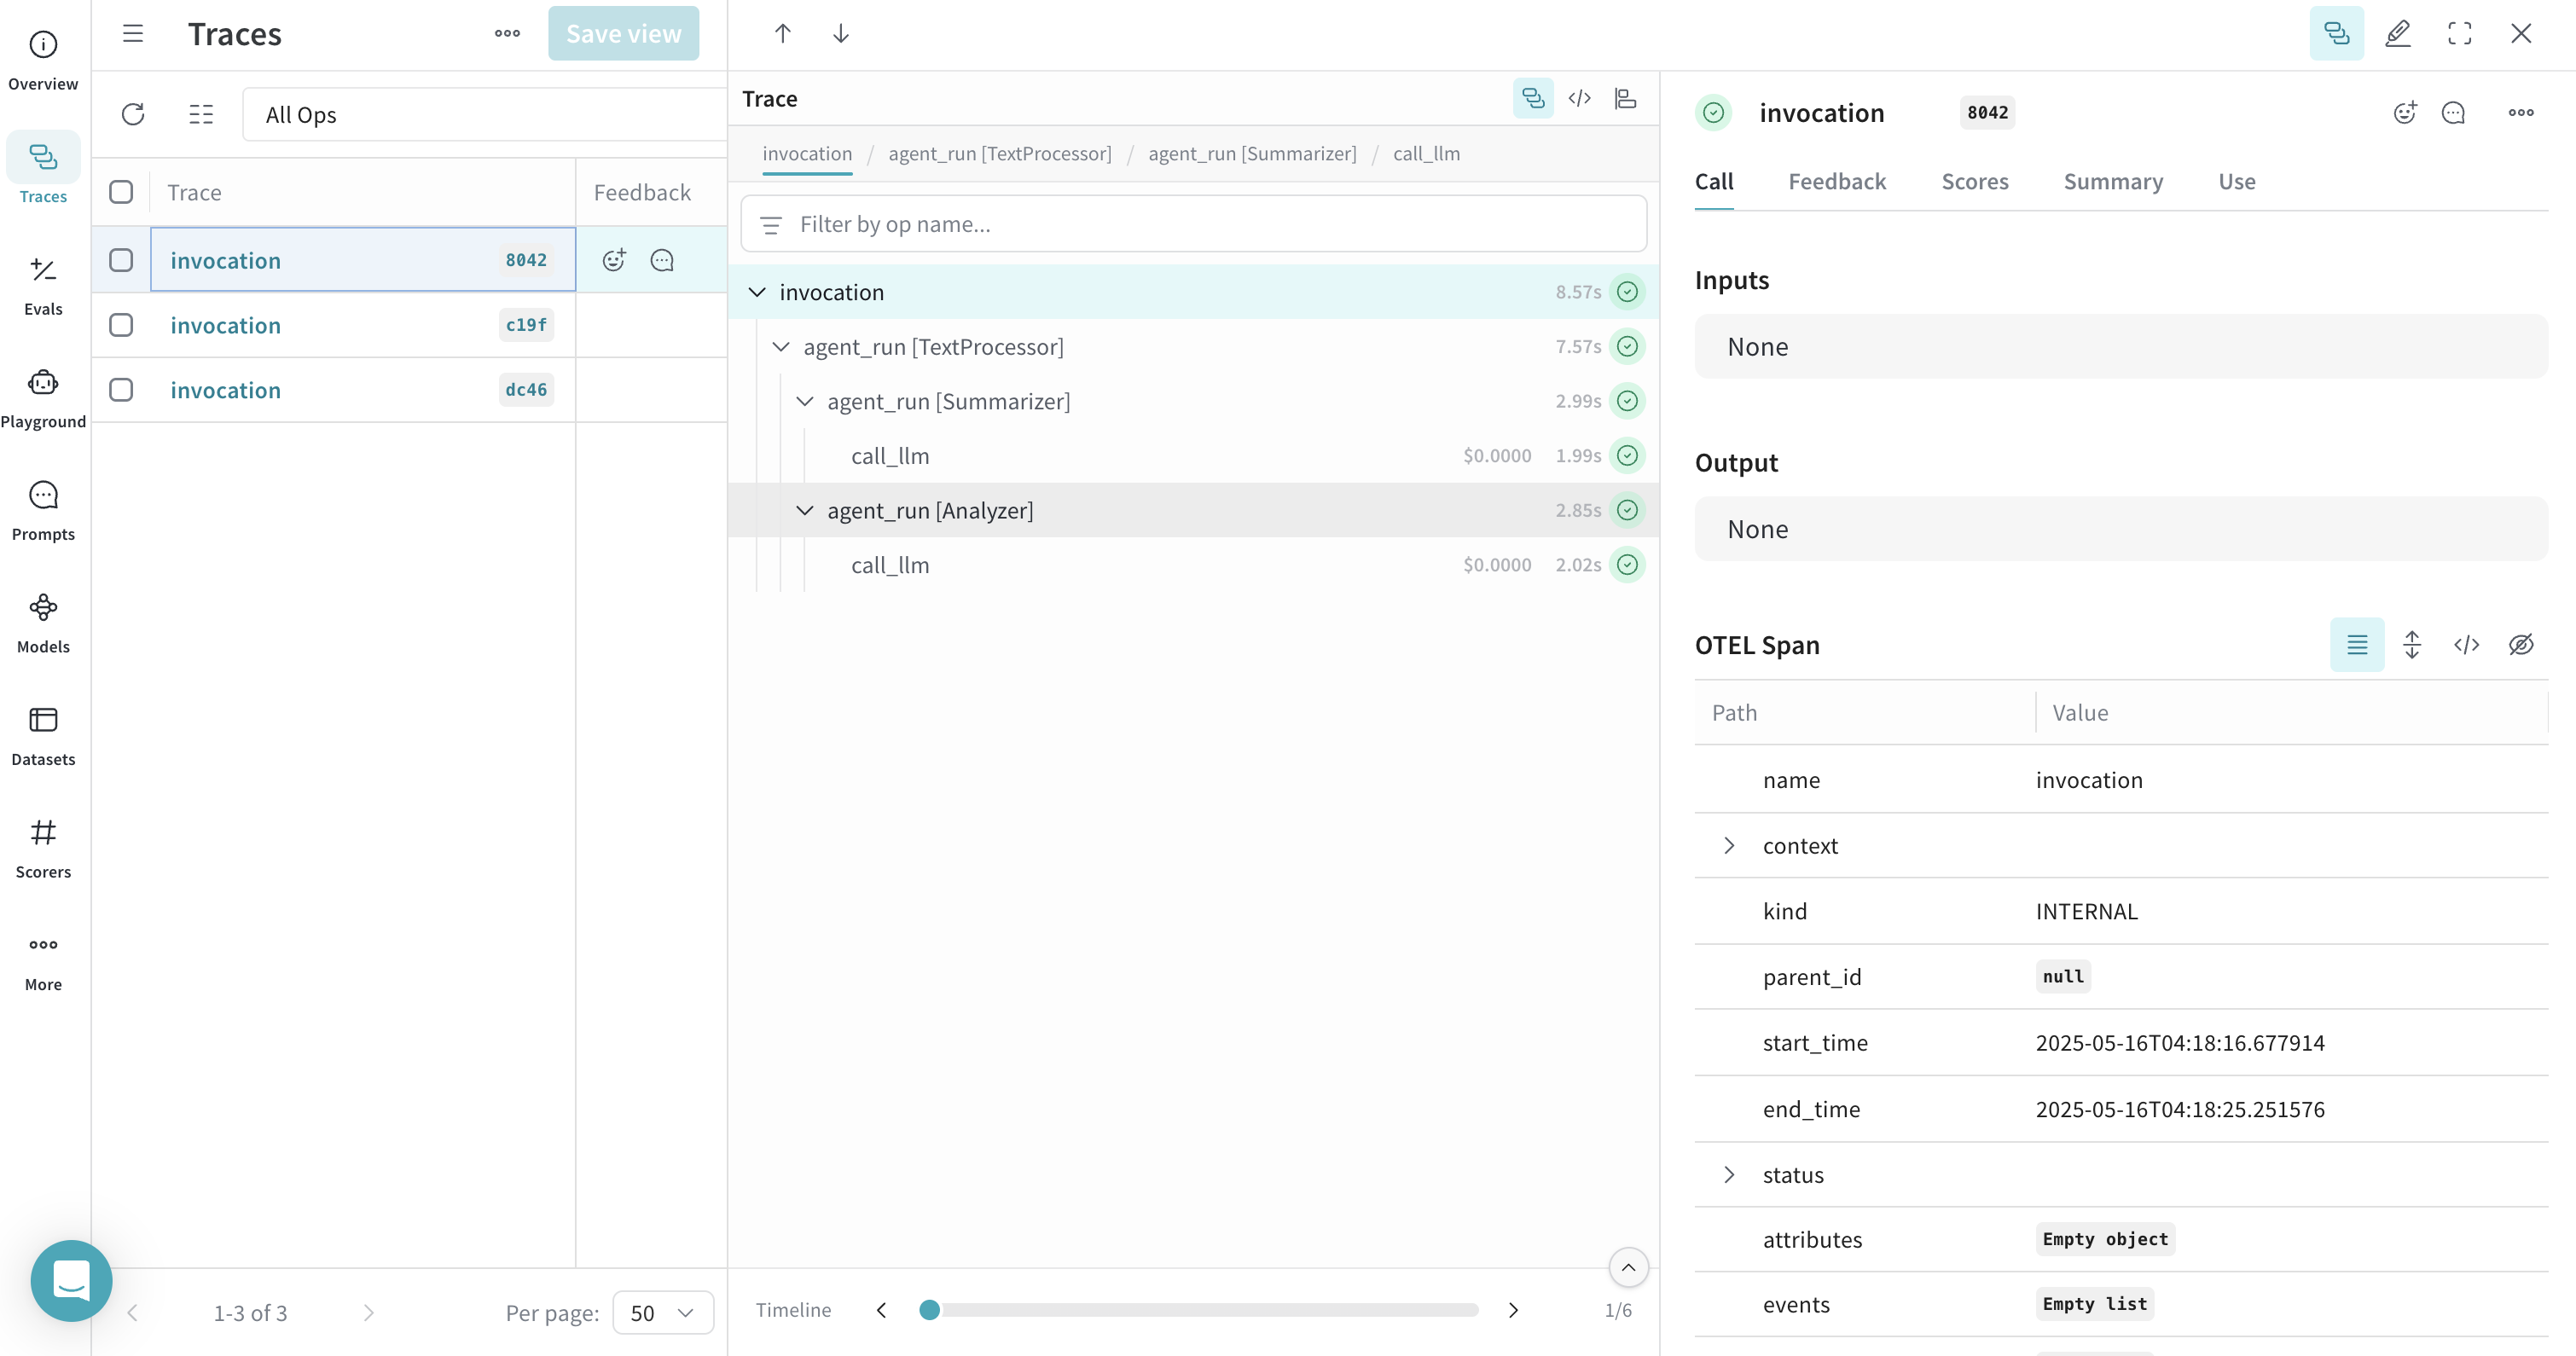 Overview
Traces
Evals
Playground
Prompts
Models
Datasets
Scorers
More
Traces
Save view
All Ops
Trace Feedback
invocation 8042
invocation c19f
invocation dc46
1-3 of 3
Per page: 50
Trace
invocation / agent_run [TextProcessor] / agent_run [Summarizer] / call_llm
Filter by op name...
invocation 8.57s
agent_run [TextProcessor] 7.57s
agent_run [Summarizer] 2.99s
call_llm $0.0000 1.99s
agent_run [Analyzer] 2.85s
call_llm $0.0000 2.02s
Timeline 1/6
invocation 8042
Call Feedback Scores Summary Use
Inputs
None
Output
None
OTEL Span
Path Value
name invocation
context
kind INTERNAL
parent_id null
start_time 2025-05-16T04:18:16.677914
end_time 2025-05-16T04:18:25.251576
status
attributes Empty object
events Empty list